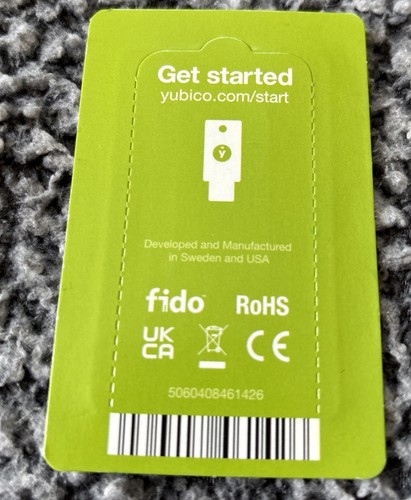 Get started
yubico.com/start
ÿ
Developed and Manufactured
in Sweden and USA
fido RoHS
UK
CA CE
5060408461426